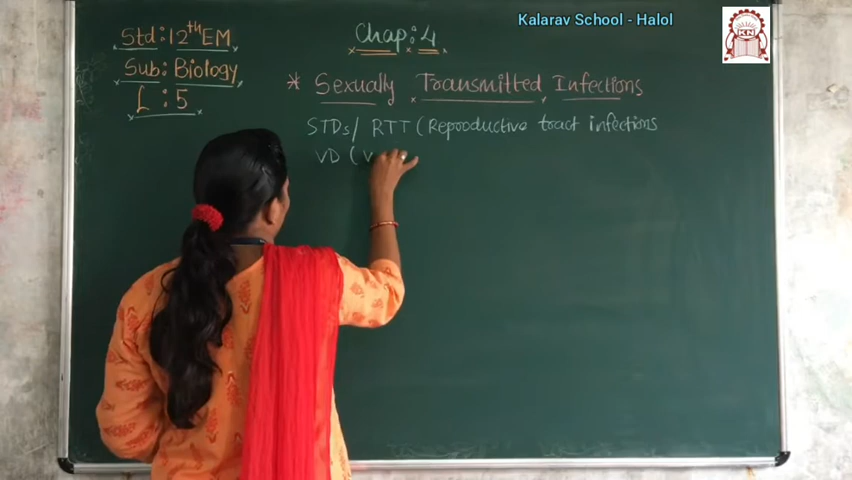 Kalarav School - Halol
KN
Std: 12th EM
Sub: Biology
L : 5
Chap: 4
* Sexually Transmitted Infections
STDs/ RTT (Reproductive tract infections
VD ( V